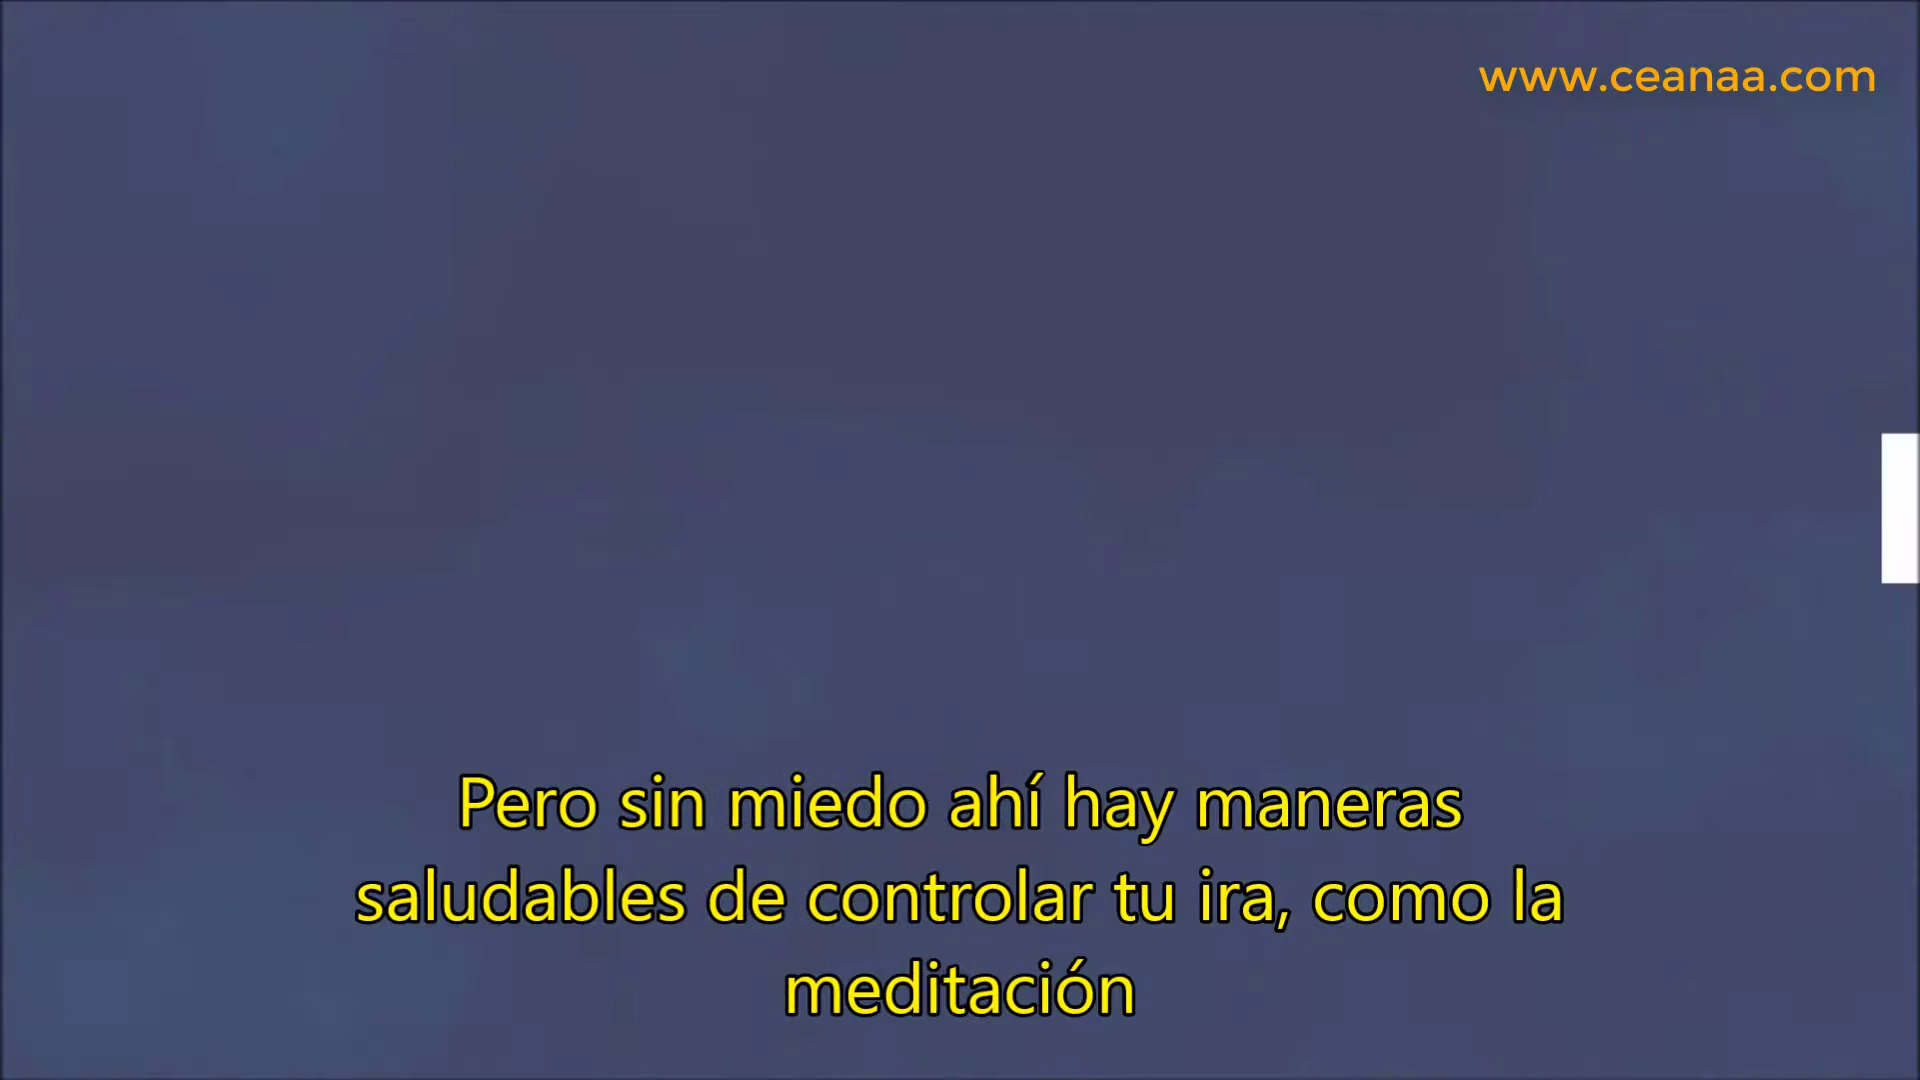 www.ceanaa.com
Pero sin miedo ahí hay maneras
saludables de controlar tu ira, como la
meditación